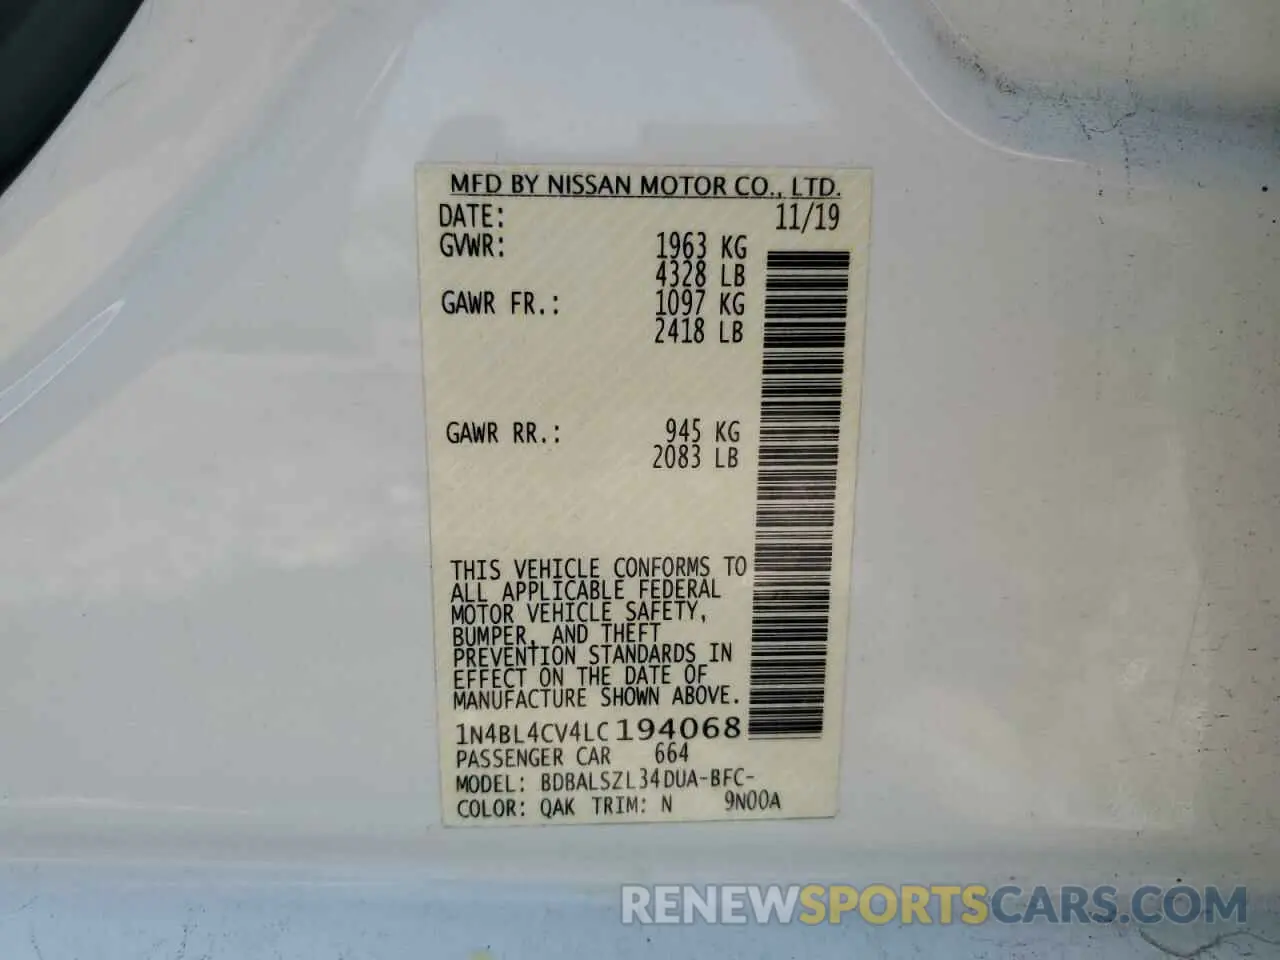 MFD BY NISSAN MOTOR CO., LTD.
DATE: 11/19
GVWR: 1963 KG
4328 LB
GAWR FR.: 1097 KG
2418 LB
GAWR RR.: 945 KG
2083 LB
THIS VEHICLE CONFORMS TO
ALL APPLICABLE FEDERAL
MOTOR VEHICLE SAFETY,
BUMPER, AND THEFT
PREVENTION STANDARDS IN
EFFECT ON THE DATE OF
MANUFACTURE SHOWN ABOVE.
1N4BL4CV4LC194068
PASSENGER CAR 664
MODEL: BDBALSZL34DUA-BFC-
COLOR: QAK TRIM: N 9N00A
RENEWSPORTSCARS.COM